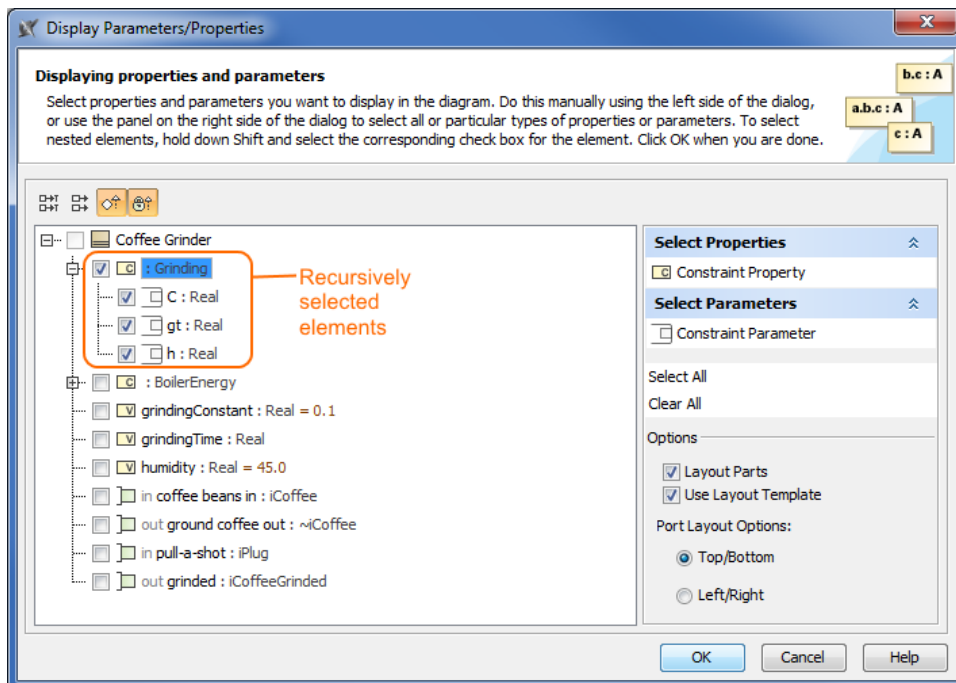 Display Parameters/Properties
x
Displaying properties and parameters
Select properties and parameters you want to display in the diagram. Do this manually using the left side of the dialog,
or use the panel on the right side of the dialog to select all or particular types of properties or parameters. To select
nested elements, hold down Shift and select the corresponding check box for the element. Click OK when you are done.
b.c : A
a.b.c : A
c : A
Coffee Grinder
C : Grinding
C : Real
gt : Real
h : Real
C : BoilerEnergy
V grindingConstant : Real = 0.1
V grindingTime : Real
V humidity : Real = 45.0
in coffee beans in : iCoffee
out ground coffee out : ~iCoffee
in pull-a-shot : iPlug
out grinded : iCoffeeGrinded
Recursively
selected
elements
Select Properties
C Constraint Property
Select Parameters
Constraint Parameter
Select All
Clear All
Options
Layout Parts
Use Layout Template
Port Layout Options:
Top/Bottom
Left/Right
OK
Cancel
Help